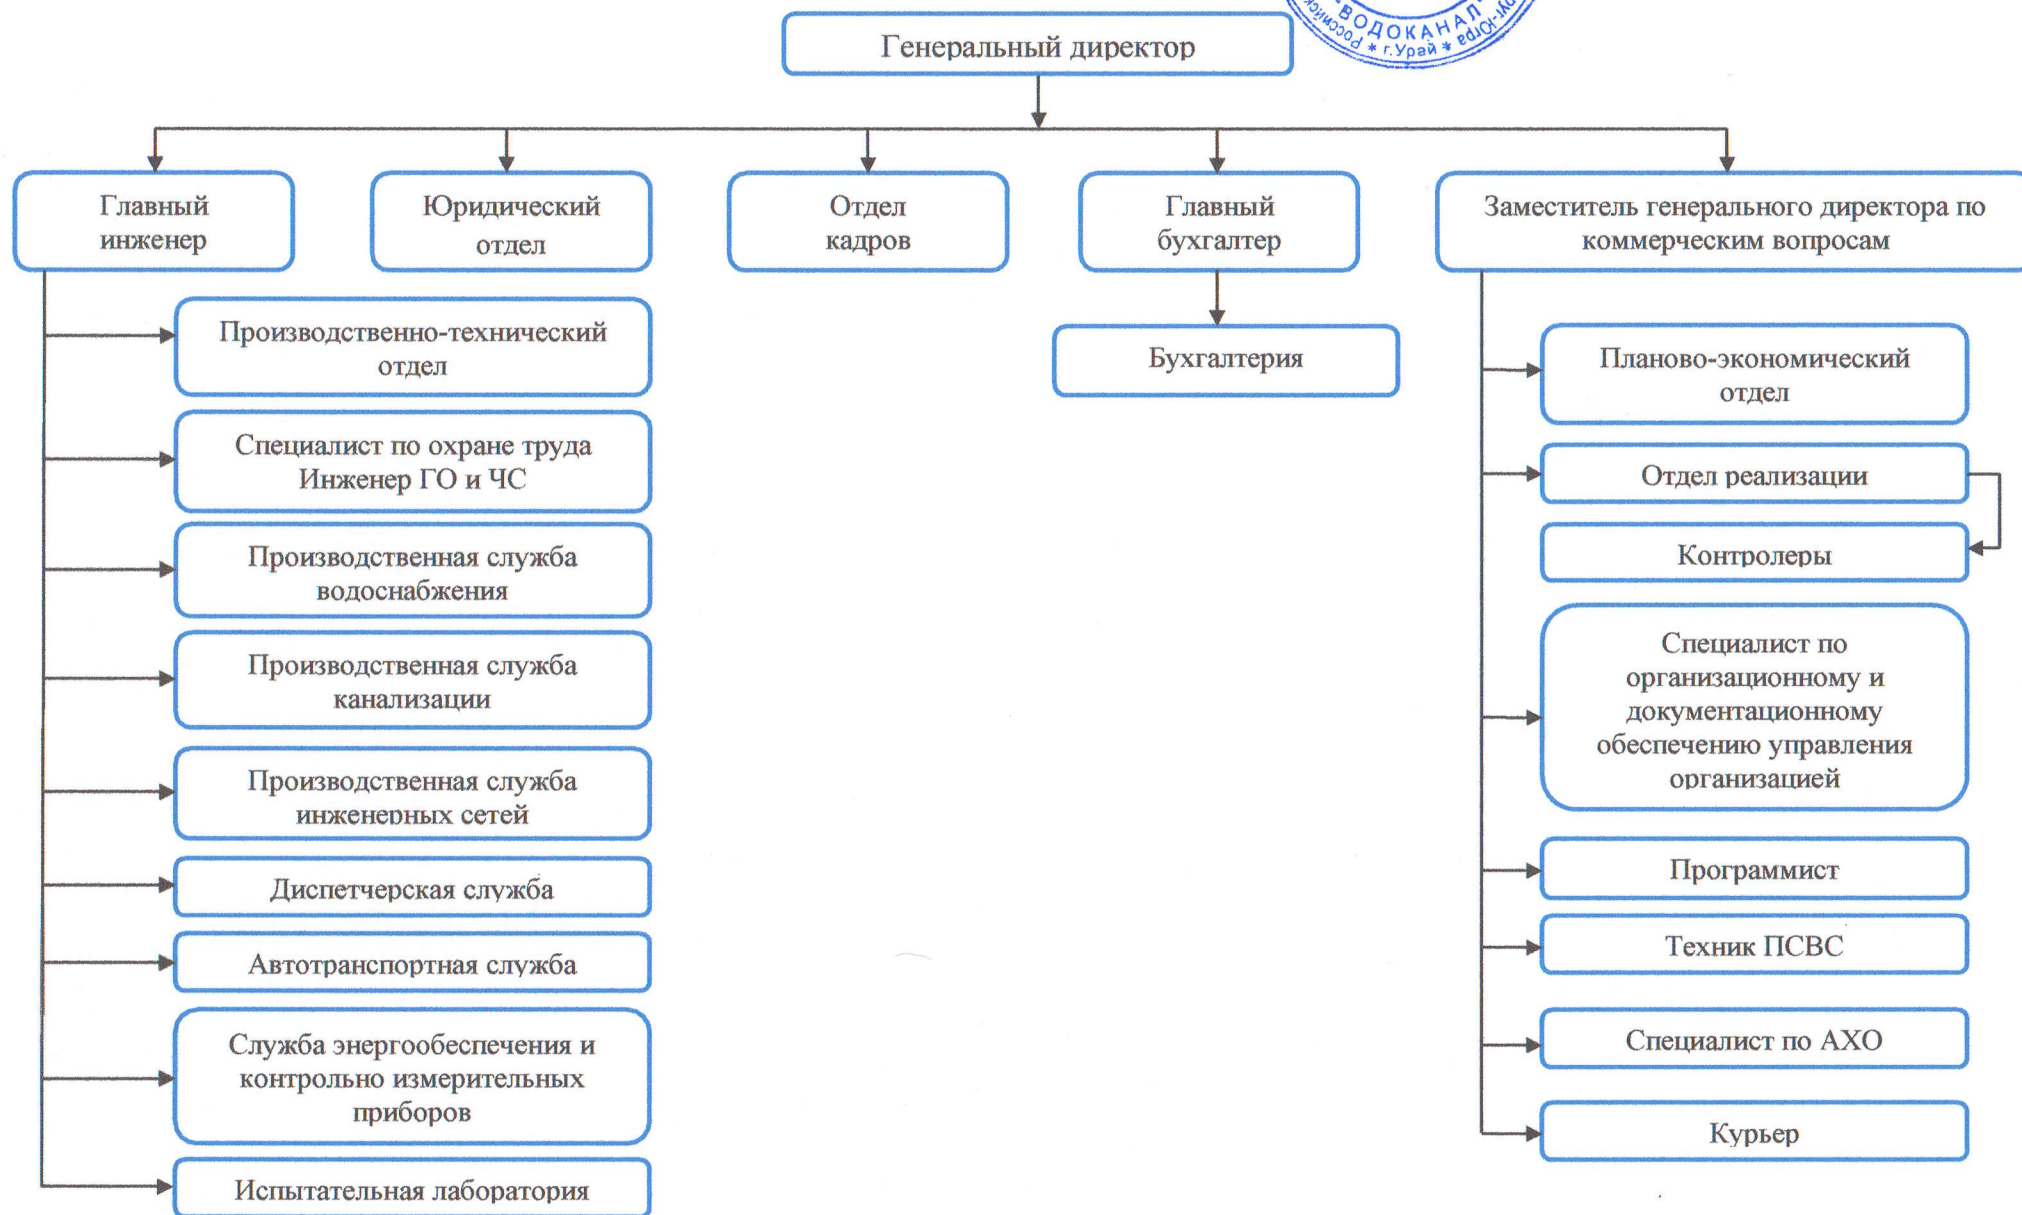 Генеральный директор
"ВОДОКАНАЛ"
* г.Урай *
Главный
инженер
Юридический
отдел
Отдел
кадров
Главный
бухгалтер
Заместитель генерального директора по
коммерческим вопросам
Производственно-технический
отдел
Специалист по охране труда
Инженер ГО и ЧС
Производственная служба
водоснабжения
Производственная служба
канализации
Производственная служба
инженерных сетей
Диспетчерская служба
Автотранспортная служба
Служба энергообеспечения и
контрольно измерительных
приборов
Испытательная лаборатория
Бухгалтерия
Планово-экономический
отдел
Отдел реализации
Контролеры
Специалист по
организационному и
документационному
обеспечению управления
организацией
Программист
Техник ПСВС
Специалист по АХО
Курьер